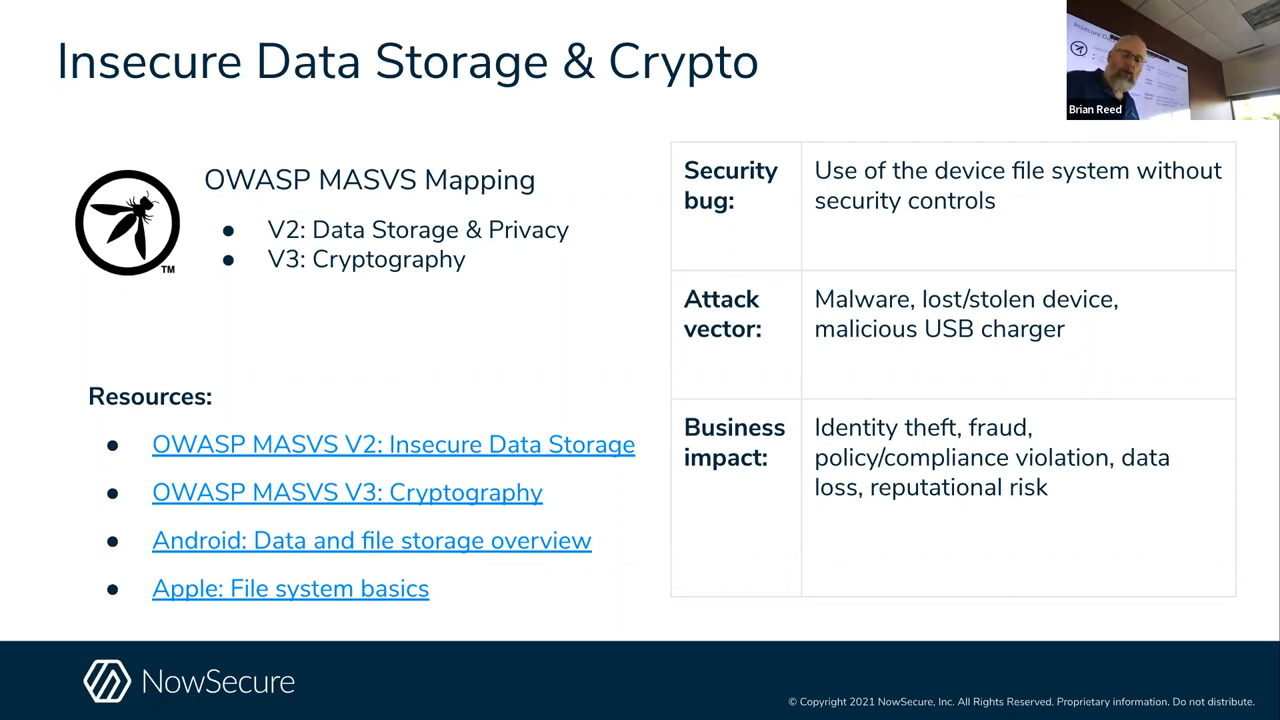 Insecure Data Storage & Crypto
Brian Reed
OWASP MASVS Mapping
● V2: Data Storage & Privacy
● V3: Cryptography
TM
Resources:
● OWASP MASVS V2: Insecure Data Storage
● OWASP MASVS V3: Cryptography
● Android: Data and file storage overview
● Apple: File system basics
Security
bug:
Use of the device file system without
security controls
Attack
vector:
Malware, lost/stolen device,
malicious USB charger
Business
impact:
Identity theft, fraud,
policy/compliance violation, data
loss, reputational risk
NowSecure
© Copyright 2021 NowSecure, Inc. All Rights Reserved. Proprietary information. Do not distribute.